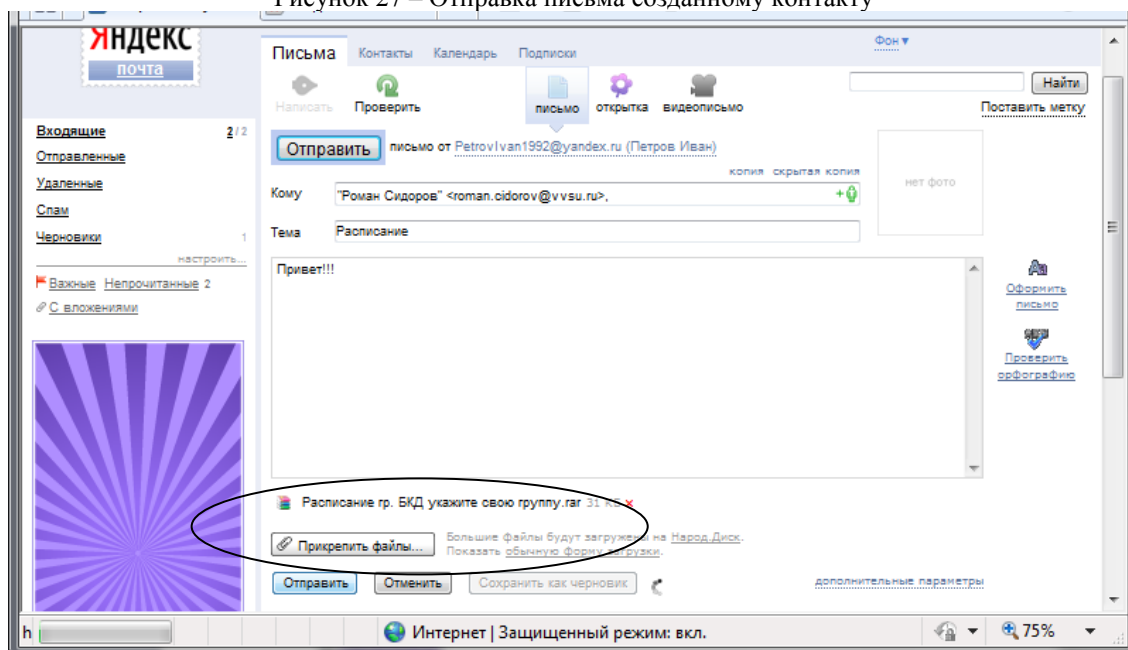 Рисунок 27 – Отправка письма созданному контакту
Яндекс
почта
Письма Контакты Календарь Подписки Фон ▼
Написать Проверить письмо открытка видеописьмо Найти
Поставить метку
Входящие 2/2
Отправленные
Удаленные
Спам
Черновики 1
настроить...
Важные Непрочитанные 2
С вложениями
Отправить письмо от PetrovIvan1992@yandex.ru (Петров Иван)
копия скрытая копия
Кому "Роман Сидоров" <roman.cidorov@vvsu.ru>,
нет фото
Тема Расписание
Привет!!!
Оформить
письмо
Проверить
орфографию
Расписание гр. БКД укажите свою группу.rar 31 КБ x
Прикрепить файлы...
Большие файлы будут загружены на Народ.Диск.
Показать обычную форму загрузки.
Отправить Отменить Сохранить как черновик дополнительные параметры
h Интернет | Защищенный режим: вкл. 75%